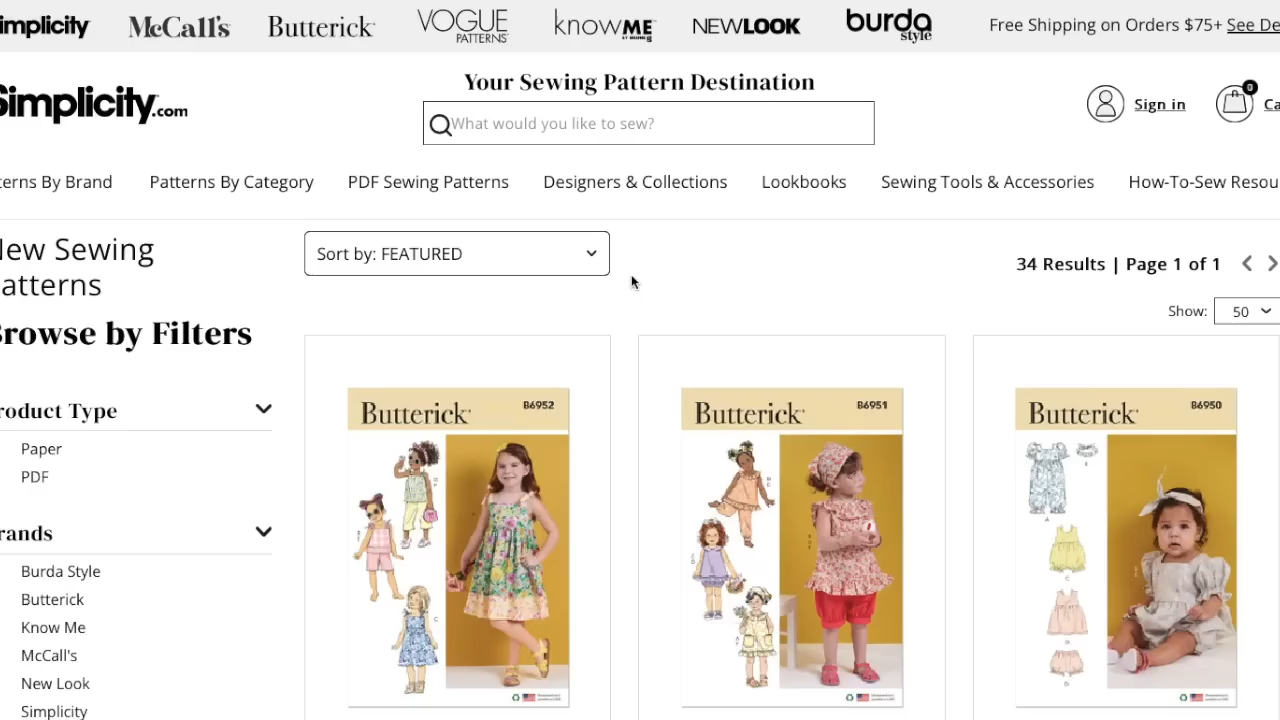 implicity McCall's Butterick VOGUE PATTERNS knowME NEWLOOK burda style Free Shipping on Orders $75+ See De
Simplicity.com
Your Sewing Pattern Destination
What would you like to sew?
0
Sign in Ca
terns By Brand Patterns By Category PDF Sewing Patterns Designers & Collections Lookbooks Sewing Tools & Accessories How-To-Sew Resou
ew Sewing
atterns
Sort by: FEATURED
34 Results | Page 1 of 1
Show: 50
rowse by Filters
roduct Type
Paper
PDF
rands
Burda Style
Butterick
Know Me
McCall's
New Look
Simplicity
Butterick B6952
Butterick B6951
Butterick B6950